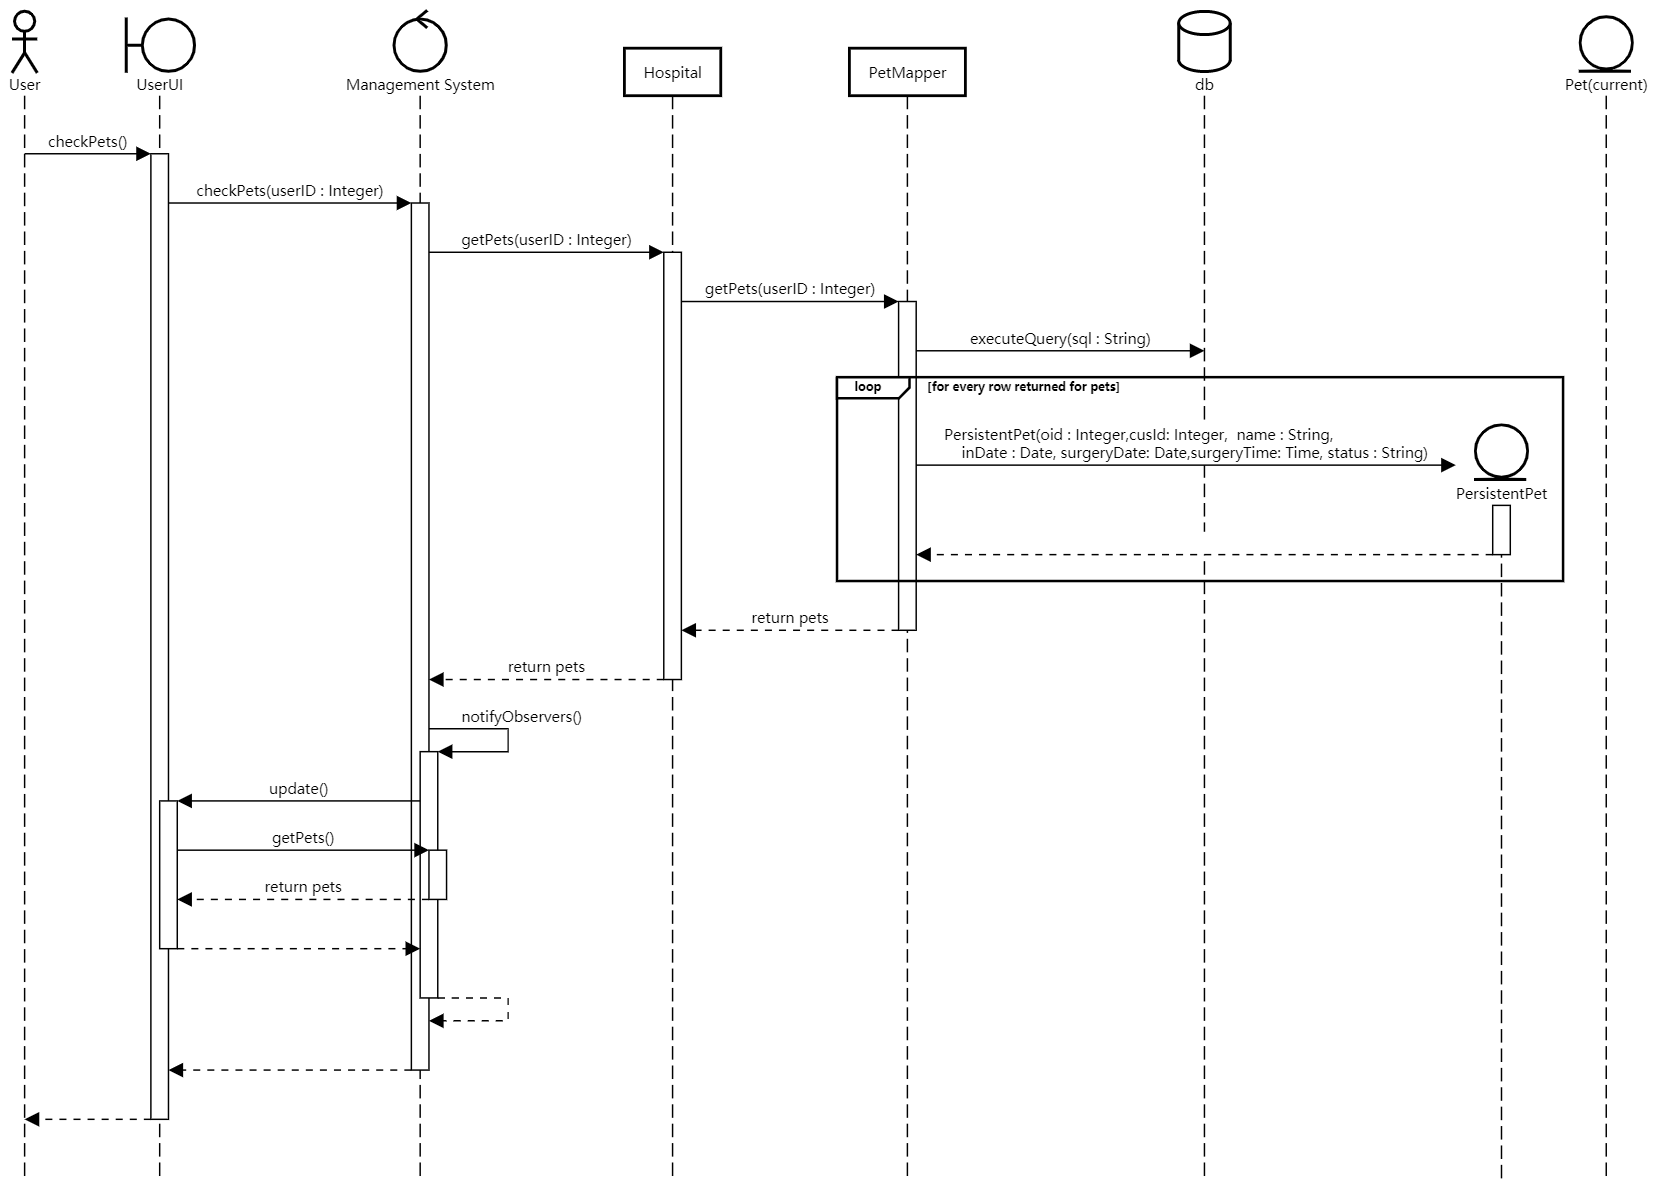 Hospital
PetMapper
User
UserUI
Management System
db
Pet(current)
checkPets()
checkPets(userID : Integer)
getPets(userID : Integer)
getPets(userID : Integer)
executeQuery(sql : String)
loop
[for every row returned for pets]
PersistentPet(oid : Integer,cusId: Integer,  name : String,
inDate : Date, surgeryDate: Date,surgeryTime: Time, status : String)
PersistentPet
return pets
return pets
notifyObservers()
update()
getPets()
return pets